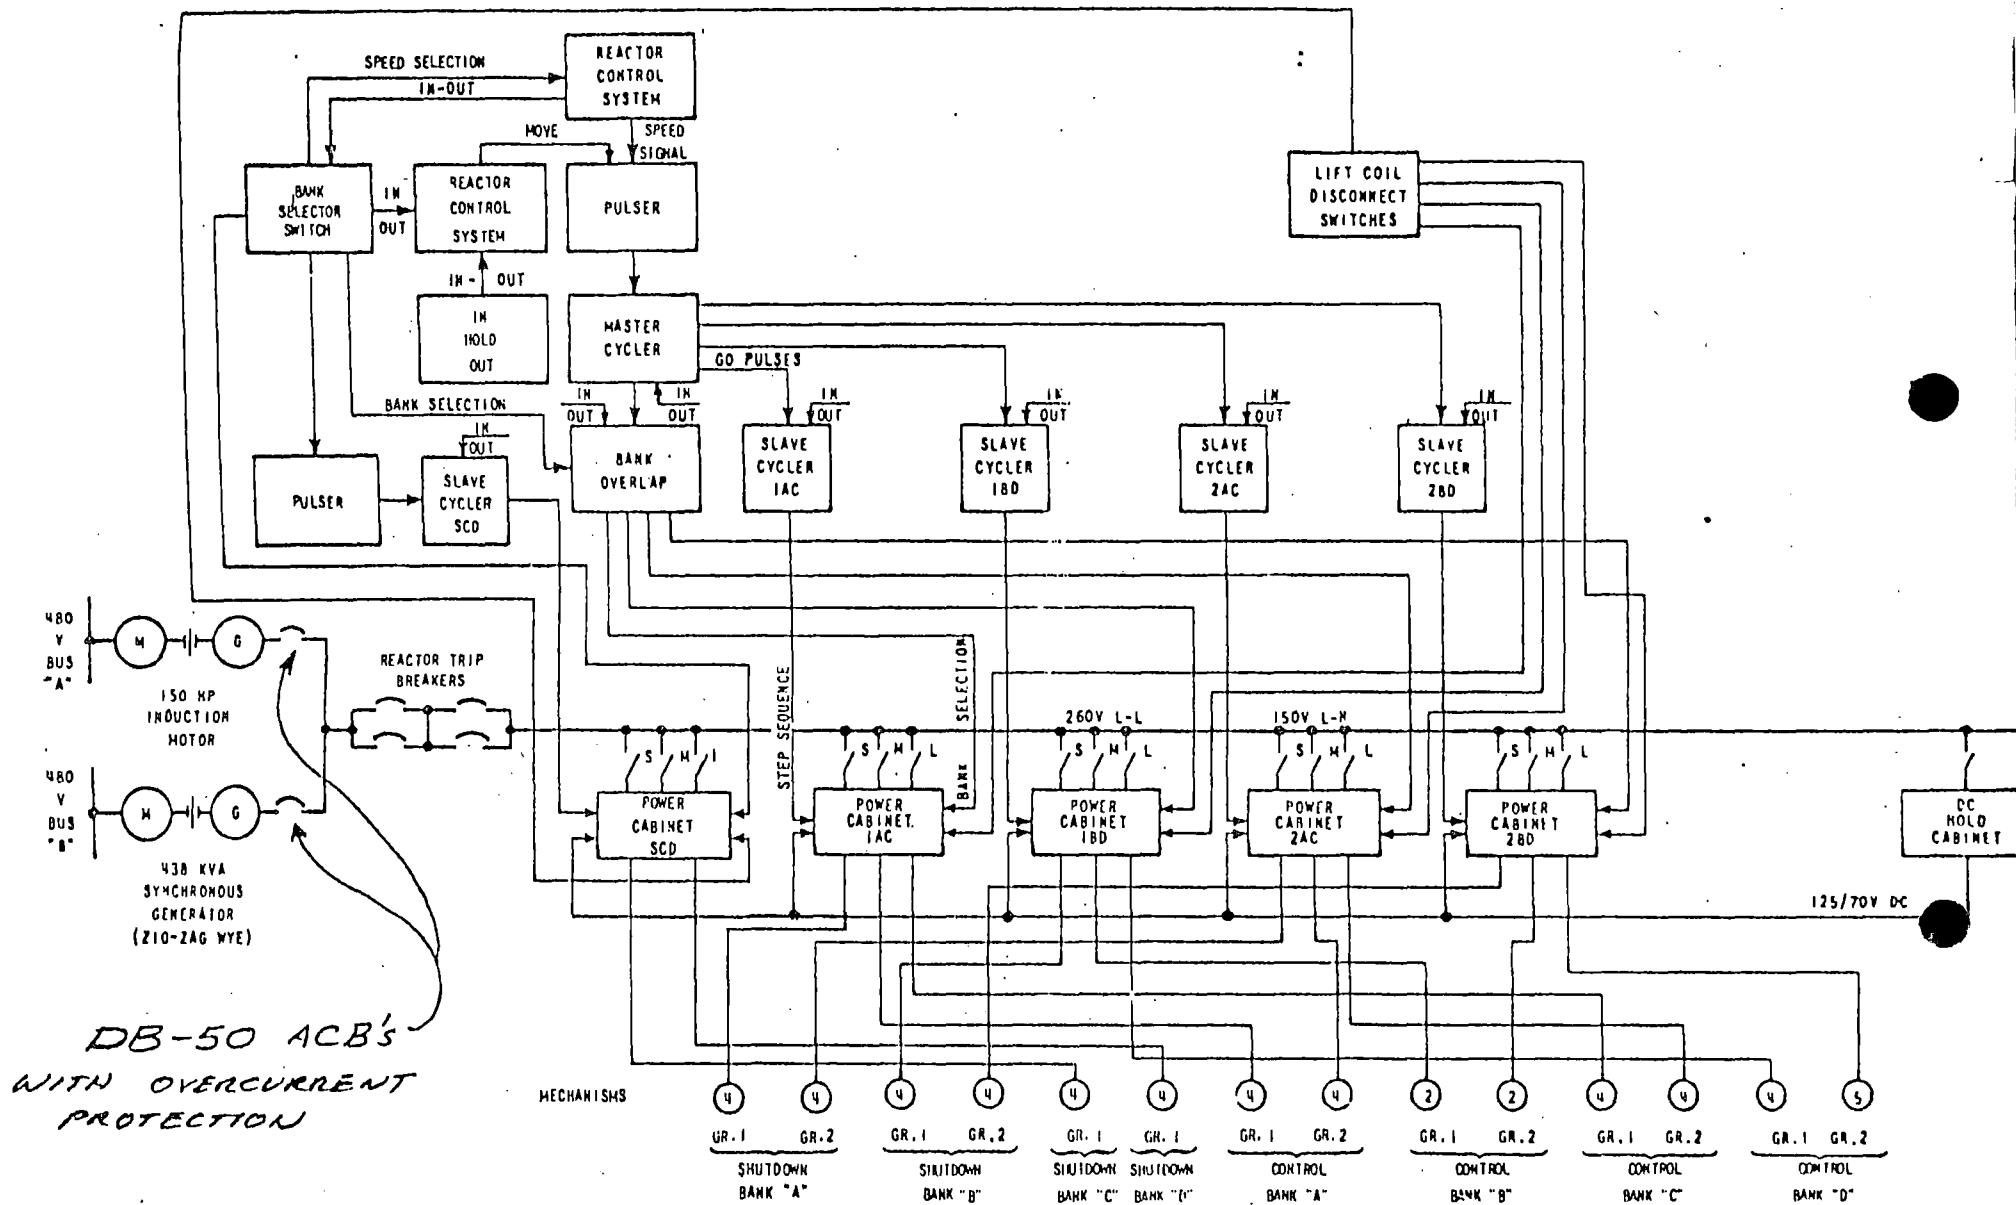 REACTOR
CONTROL
SYSTEM
SPEED SELECTION
IN-OUT
MOVE
SPEED
SIGNAL
BANK
SELECTOR
SWITCH
IN
OUT
REACTOR
CONTROL
SYSTEM
PULSER
LIFT COIL
DISCONNECT
SWITCHES
IN - OUT
IN
HOLD
OUT
MASTER
CYCLER
GO PULSES
BANK SELECTION
IN
OUT
IN
OUT
IN
OUT
IN
OUT
IN
OUT
IN
OUT
IN
OUT
PULSER
SLAVE
CYCLER
SCD
BANK
OVERLAP
SLAVE
CYCLER
1AC
SLAVE
CYCLER
1BD
SLAVE
CYCLER
2AC
SLAVE
CYCLER
2BD
480
V
BUS
"A"
M
G
150 HP
INDUCTION
MOTOR
REACTOR TRIP
BREAKERS
STEP SEQUENCE
BANK SELECTION
260V L-L
150V L-N
S M
S M L
S M L
S M L
S M L
480
V
BUS
"B"
M
G
438 KVA
SYNCHRONOUS
GENERATOR
(ZIG-ZAG WYE)
POWER
CABINET
SCD
POWER
CABINET
1AC
POWER
CABINET
1BD
POWER
CABINET
2AC
POWER
CABINET
2BD
DC
HOLD
CABINET
125/70V DC
DB-50 ACB's
WITH OVERCURRENT
PROTECTION
MECHANISMS
4 4 4 4 4 4 4 4 2 2 4 4 4 5
GR.1 GR.2 GR.1 GR.2 GR.1 GR.1 GR.1 GR.2 GR.1 GR.2 GR.1 GR.2 GR.1 GR.2
SHUTDOWN
BANK "A"
SHUTDOWN
BANK "B"
SHUTDOWN
BANK "C"
SHUTDOWN
BANK "D"
CONTROL
BANK "A"
CONTROL
BANK "B"
CONTROL
BANK "C"
CONTROL
BANK "D"